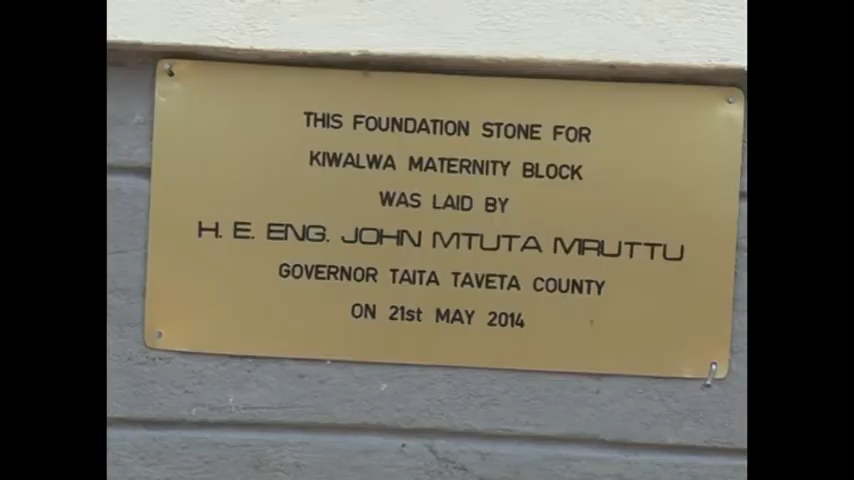 THIS FOUNDATION STONE FOR
KIWALWA MATERNITY BLOCK
WAS LAID BY
H. E. ENG. JOHN MTUTA MRUTTU
GOVERNOR TAITA TAVETA COUNTY
ON 21st MAY 2014